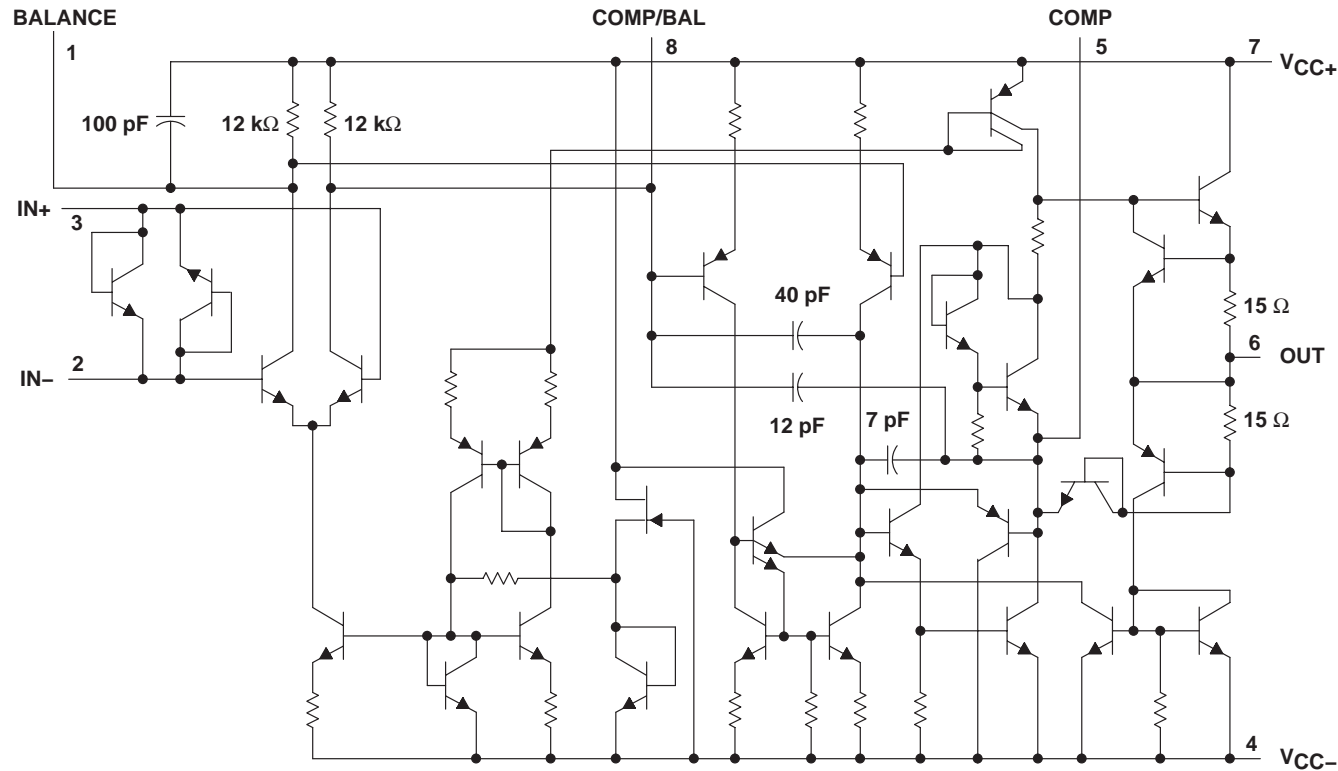 BALANCE
COMP/BAL
COMP
1
8
5
7
VCC+
100 pF
12 kΩ
12 kΩ
IN+
3
40 pF
15 Ω
6
OUT
2
IN−
12 pF
7 pF
15 Ω
4
VCC−